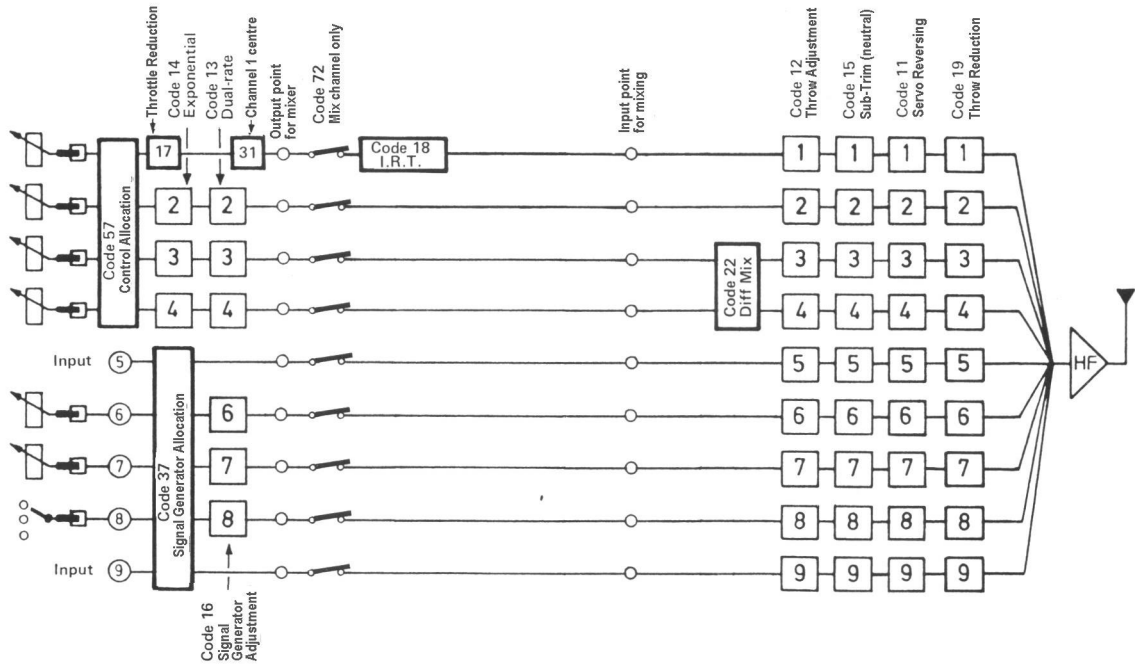 Throttle Reduction
Code 14
Exponential
Code 13
Dual-rate
Channel 1 centre
Output point
for mixer
Code 72
Mix channel only
Input point
for mixing
Code 12
Throw Adjustment
Code 15
Sub-Trim (neutral)
Code 11
Servo Reversing
Code 19
Throw Reduction
Code 57
Control Allocation
17
31
Code 18
I.R.T.
1 1 1 1
2 2
2 2 2 2
3 3
3 3 3 3
4 4
Code 22
Diff Mix
4 4 4 4
Input 5
5 5 5 5
HF
6
6
6 6 6 6
7
7
7 7 7 7
8
8
8 8 8 8
Input 9
9 9 9 9
Code 37
Signal Generator Allocation
Code 16
Signal
Generator
Adjustment